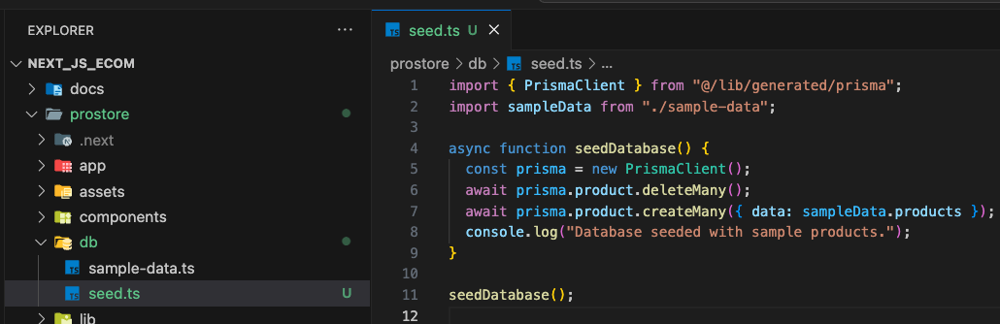 EXPLORER ...
NEXT_JS_ECOM
docs
prostore
.next
app
assets
components
db
TS sample-data.ts
TS seed.ts U
lib
TS seed.ts U ×
prostore > db > TS seed.ts > ...
1 import { PrismaClient } from "@/lib/generated/prisma";
2 import sampleData from "./sample-data";
3
4 async function seedDatabase() {
5 const prisma = new PrismaClient();
6 await prisma.product.deleteMany();
7 await prisma.product.createMany({ data: sampleData.products });
8 console.log("Database seeded with sample products.");
9 }
10
11 seedDatabase();
12